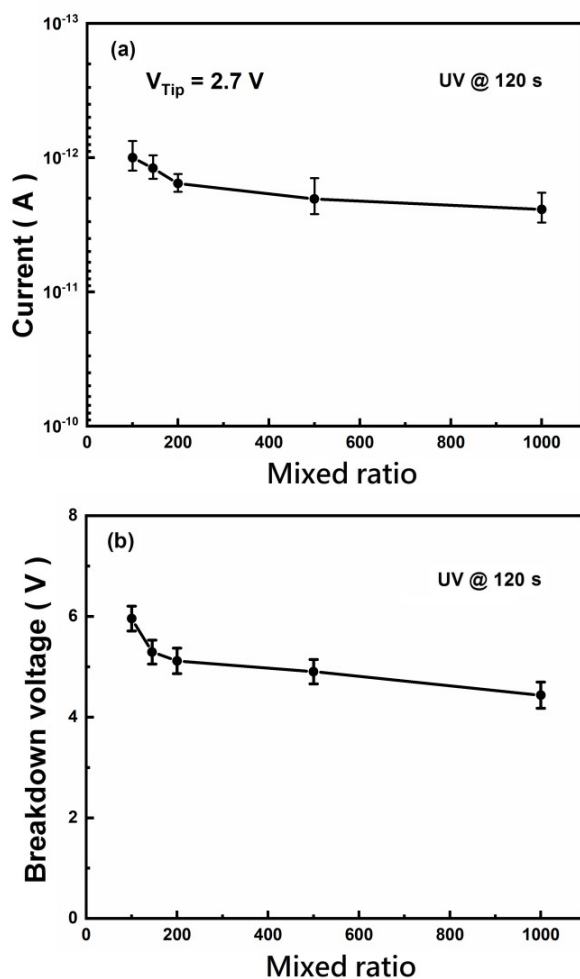 (a)
V_Tip = 2.7 V
UV @ 120 s
Current ( A )
10^-13
10^-12
10^-11
10^-10
0 200 400 600 800 1000
Mixed ratio
(b)
UV @ 120 s
Breakdown voltage ( V )
8
6
4
2
0
0 200 400 600 800 1000
Mixed ratio